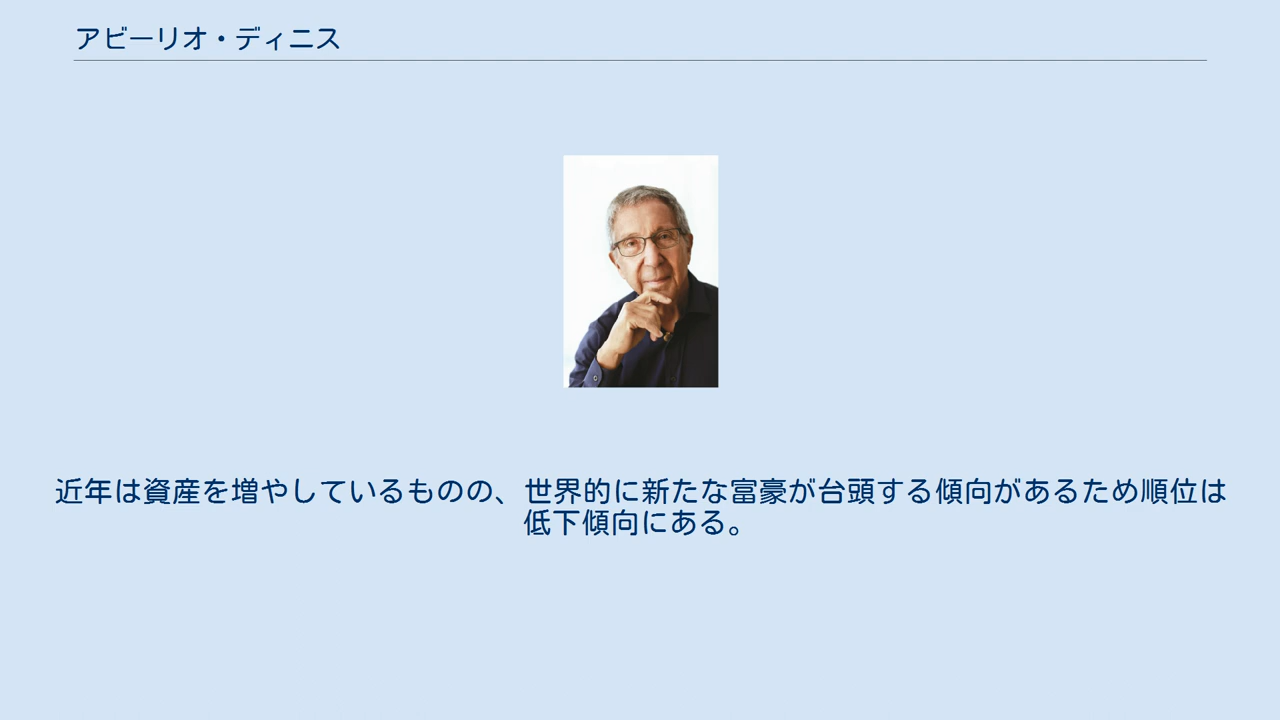 アビーリオ・ディニス
近年は資産を増やしているものの、世界的に新たな富豪が台頭する傾向があるため順位は
低下傾向にある。